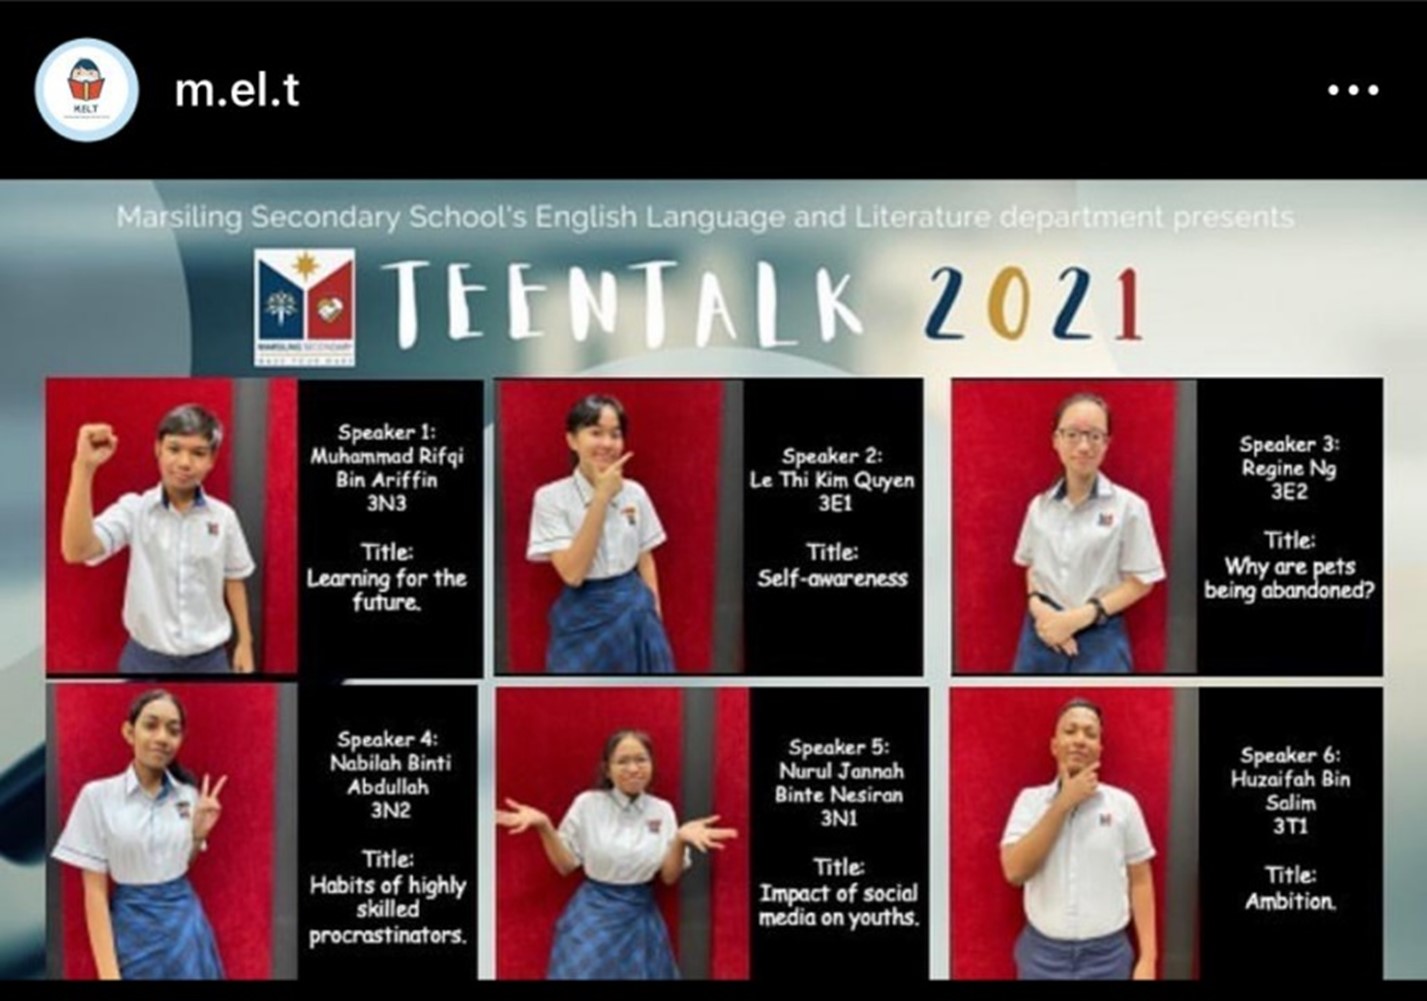 m.el.t
M.EL.T
Marsiling Secondary School's English Language and Literature department presents
TEENTALK 2021
MARSILING SECONDARY
Speaker 1:
Muhammad Rifqi
Bin Ariffin
3N3
Title:
Learning for the
future.
Speaker 2:
Le Thi Kim Quyen
3E1
Title:
Self-awareness
Speaker 3:
Regine Ng
3E2
Title:
Why are pets
being abandoned?
Speaker 4:
Nabilah Binti
Abdullah
3N2
Title:
Habits of highly
skilled
procrastinators.
Speaker 5:
Nurul Jannah
Binte Nesiran
3N1
Title:
Impact of social
media on youths.
Speaker 6:
Huzaifah Bin
Salim
3T1
Title:
Ambition.